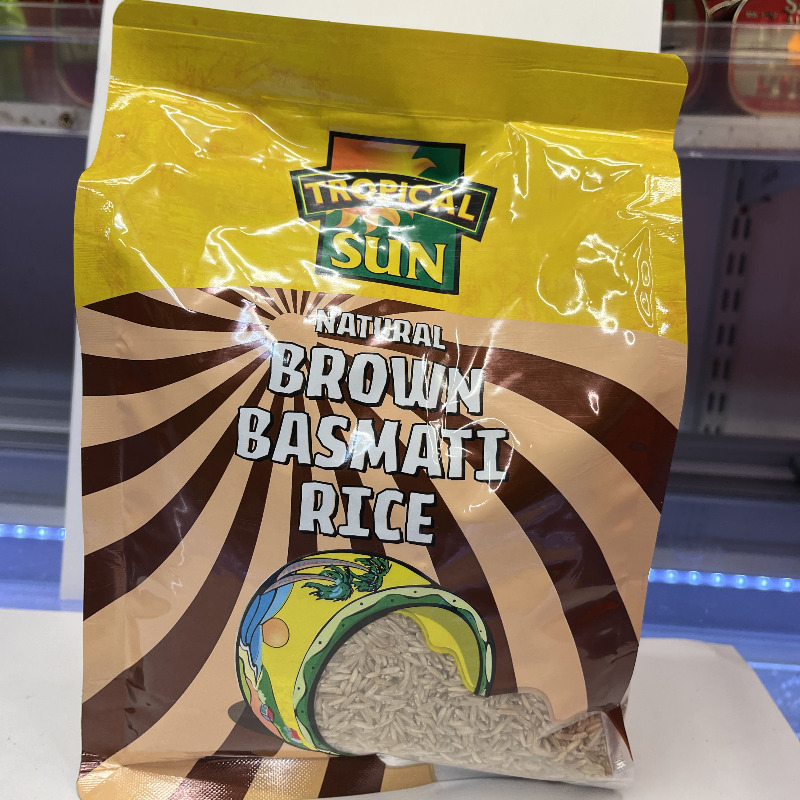 TROPICAL
SUN
NATURAL
BROWN
BASMATI
RICE